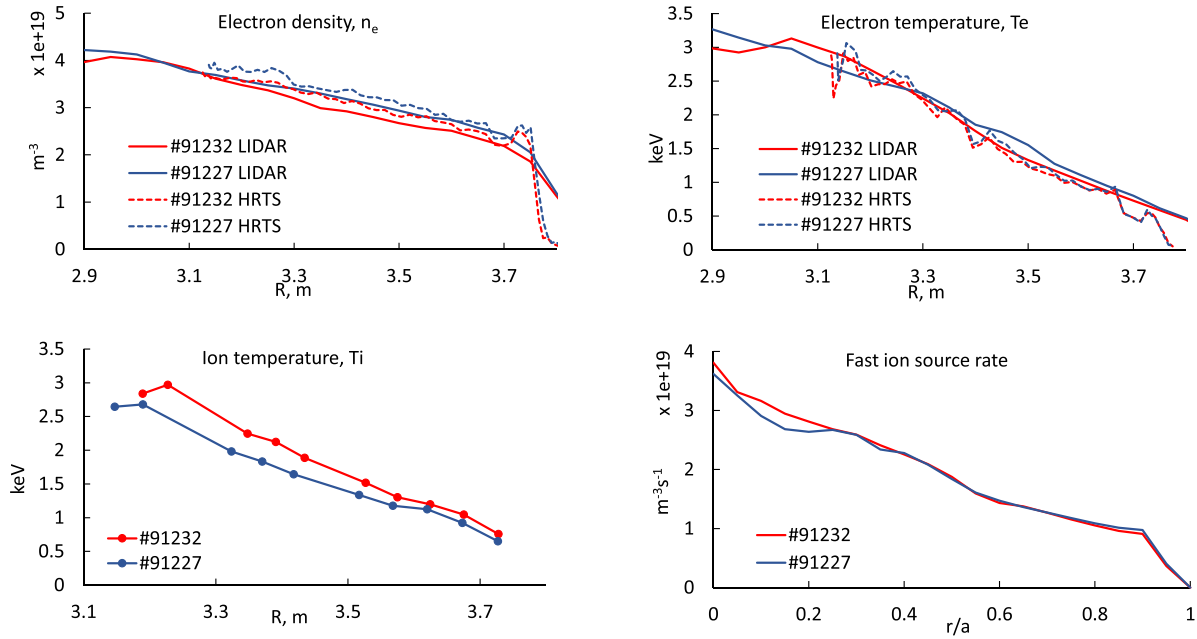 Electron density, nₑ
x 1e+19
m⁻³
5
4
3
2
1
0
#91232 LIDAR
#91227 LIDAR
#91232 HRTS
#91227 HRTS
2.9 3.1 3.3 3.5 3.7
R, m
Electron temperature, Te
keV
3.5
3
2.5
2
1.5
1
0.5
0
#91232 LIDAR
#91227 LIDAR
#91232 HRTS
#91227 HRTS
2.9 3.1 3.3 3.5 3.7
R, m
Ion temperature, Ti
keV
3.5
3
2.5
2
1.5
1
0.5
0
#91232
#91227
3.1 3.3 3.5 3.7
R, m
Fast ion source rate
x 1e+19
m⁻³s⁻¹
4
3
2
1
0
#91232
#91227
0 0.2 0.4 0.6 0.8 1
r/a